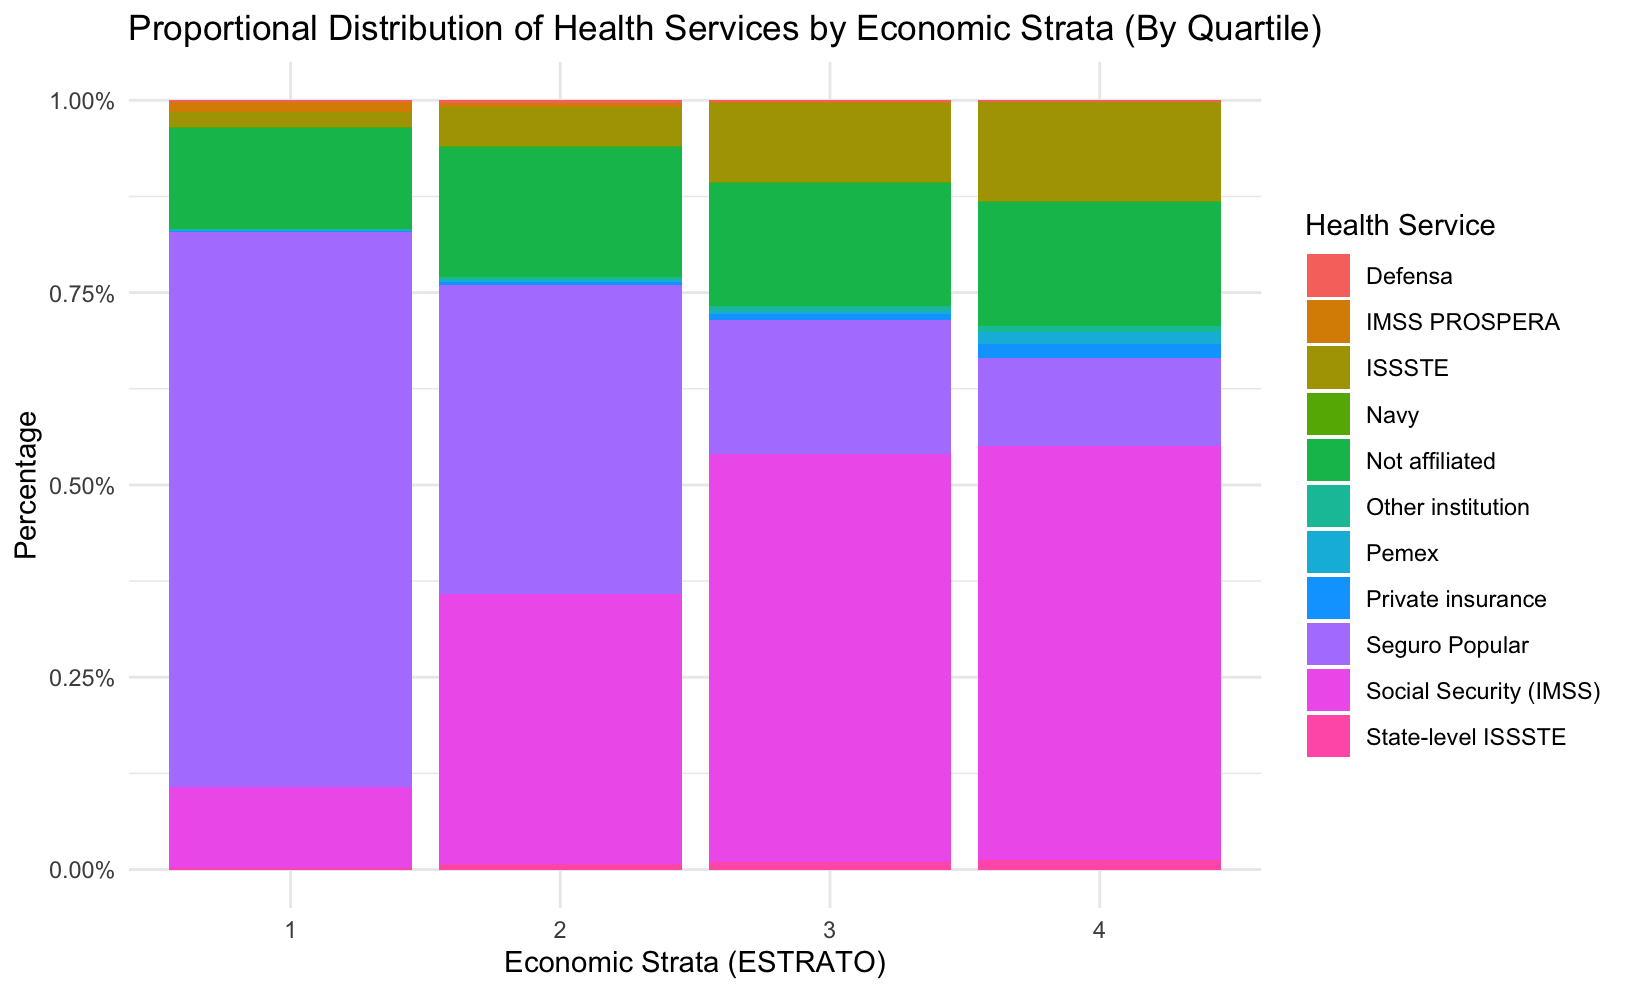 Proportional Distribution of Health Services by Economic Strata (By Quartile)
1.00%
0.75%
0.50%
0.25%
0.00%
Percentage
1
2
3
4
Economic Strata (ESTRATO)
Health Service
Defensa
IMSS PROSPERA
ISSSTE
Navy
Not affiliated
Other institution
Pemex
Private insurance
Seguro Popular
Social Security (IMSS)
State-level ISSSTE